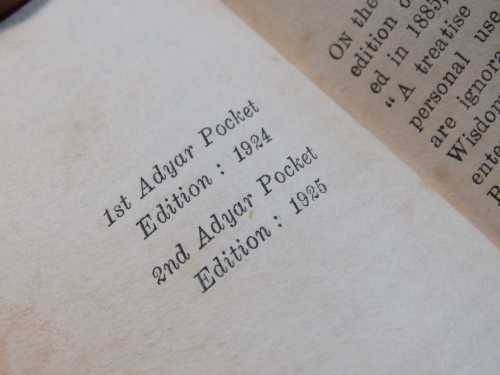 1st Adyar Pocket
Edition : 1924
2nd Adyar Pocket
Edition : 1925
ON the
edition o
ed in 1885,
"A treatise
personal use
are ignora
Wisdo
ente